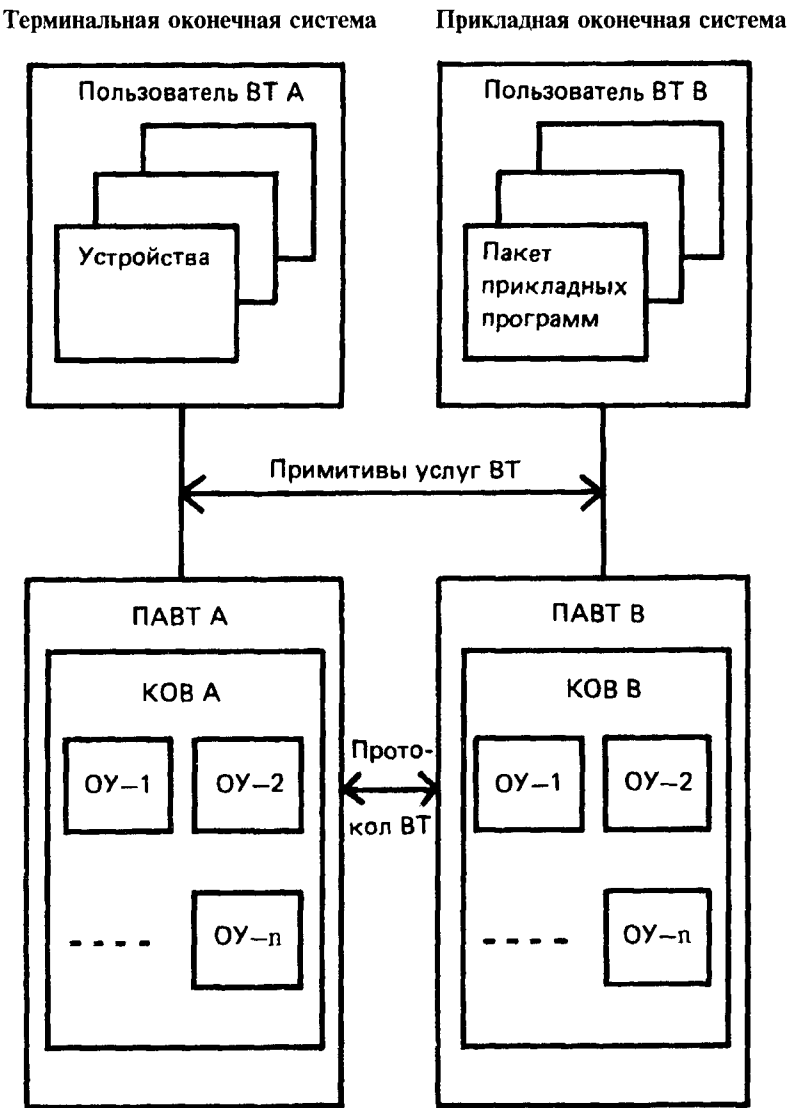 Терминальная оконечная система
Прикладная оконечная система
Пользователь ВТ А
Устройства
Пользователь ВТ В
Пакет
прикладных
программ
Примитивы услуг ВТ
ПАВТ А
КОВ А
ОУ—1
ОУ—2
- - - -
ОУ—n
Прото-
кол ВТ
ПАВТ В
КОВ В
ОУ—1
ОУ—2
- - - -
ОУ—n